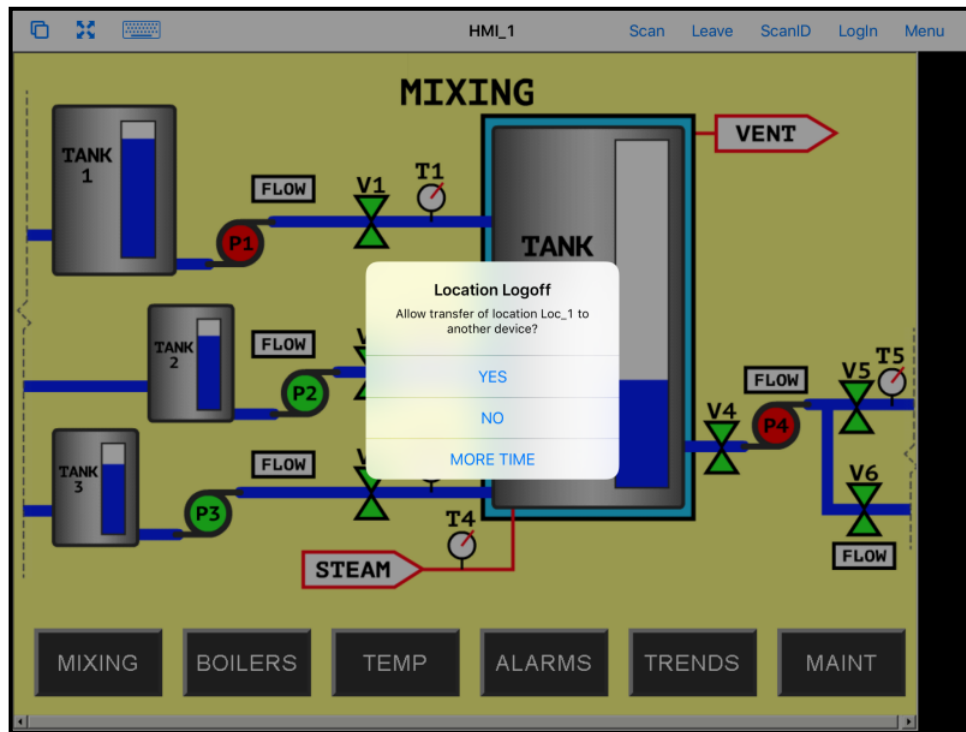 HMI_1
Scan Leave ScanID LogIn Menu
MIXING
VENT
TANK
1
FLOW
V1
T1
P1
TANK
Location Logoff
Allow transfer of location Loc_1 to
another device?
YES
NO
MORE TIME
TANK
2
FLOW
P2
V
TANK
3
FLOW
P3
V
FLOW
V4
P4
V5
T5
V6
FLOW
T4
STEAM
MIXING BOILERS TEMP ALARMS TRENDS MAINT